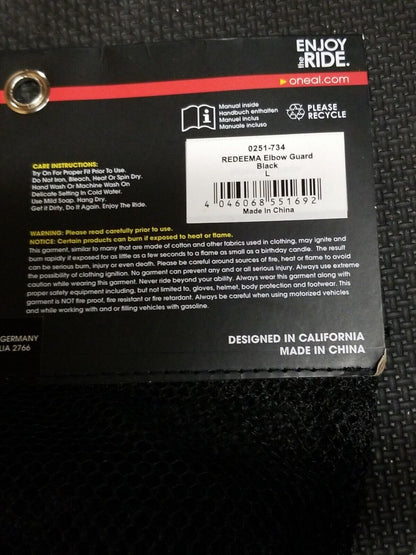 ENJOY
the RIDE.
oneal.com
Manual inside
Handbuch enthalten
Manuel inclus
Manuale incluso
PLEASE
RECYCLE
0251-734
REDEEMA Elbow Guard
Black
L
4 046068 551692
Made in China
CARE INSTRUCTIONS:
Try On For Proper Fit Prior To Use.
Do Not Iron, Bleach, Heat Or Spin Dry.
Hand Wash Or Machine Wash On
Delicate Setting In Cold Water.
Use Mild Soap. Hang Dry.
Get it Dirty, Do It Again. Enjoy The Ride.
WARNING: Please read carefully prior to use.
NOTICE: Certain products can burn if exposed to heat or flame.
This garment, similar to many that are made of cotton and other fabrics used in clothing, may ignite and
burn rapidly if exposed for as little as a few seconds to a flame as small as a birthday candle. The result
can be serious burn, injury or even death. Please be careful around sources of fire, heat or flame to avoid
the possibility of clothing ignition. No garment can prevent any and or all serious injury. Always use extreme
caution while wearing this garment. Never ride beyond your ability. Always wear this garment along with
proper safety equipment including, but not limited to, gloves, helmet, body protection and footwear. This
garment is NOT fire proof, fire resistant or fire retardant. Always be careful when using motorized vehicles
and while working with and or filling vehicles with gasoline.
GERMANY
LIA 2766
DESIGNED IN CALIFORNIA
MADE IN CHINA